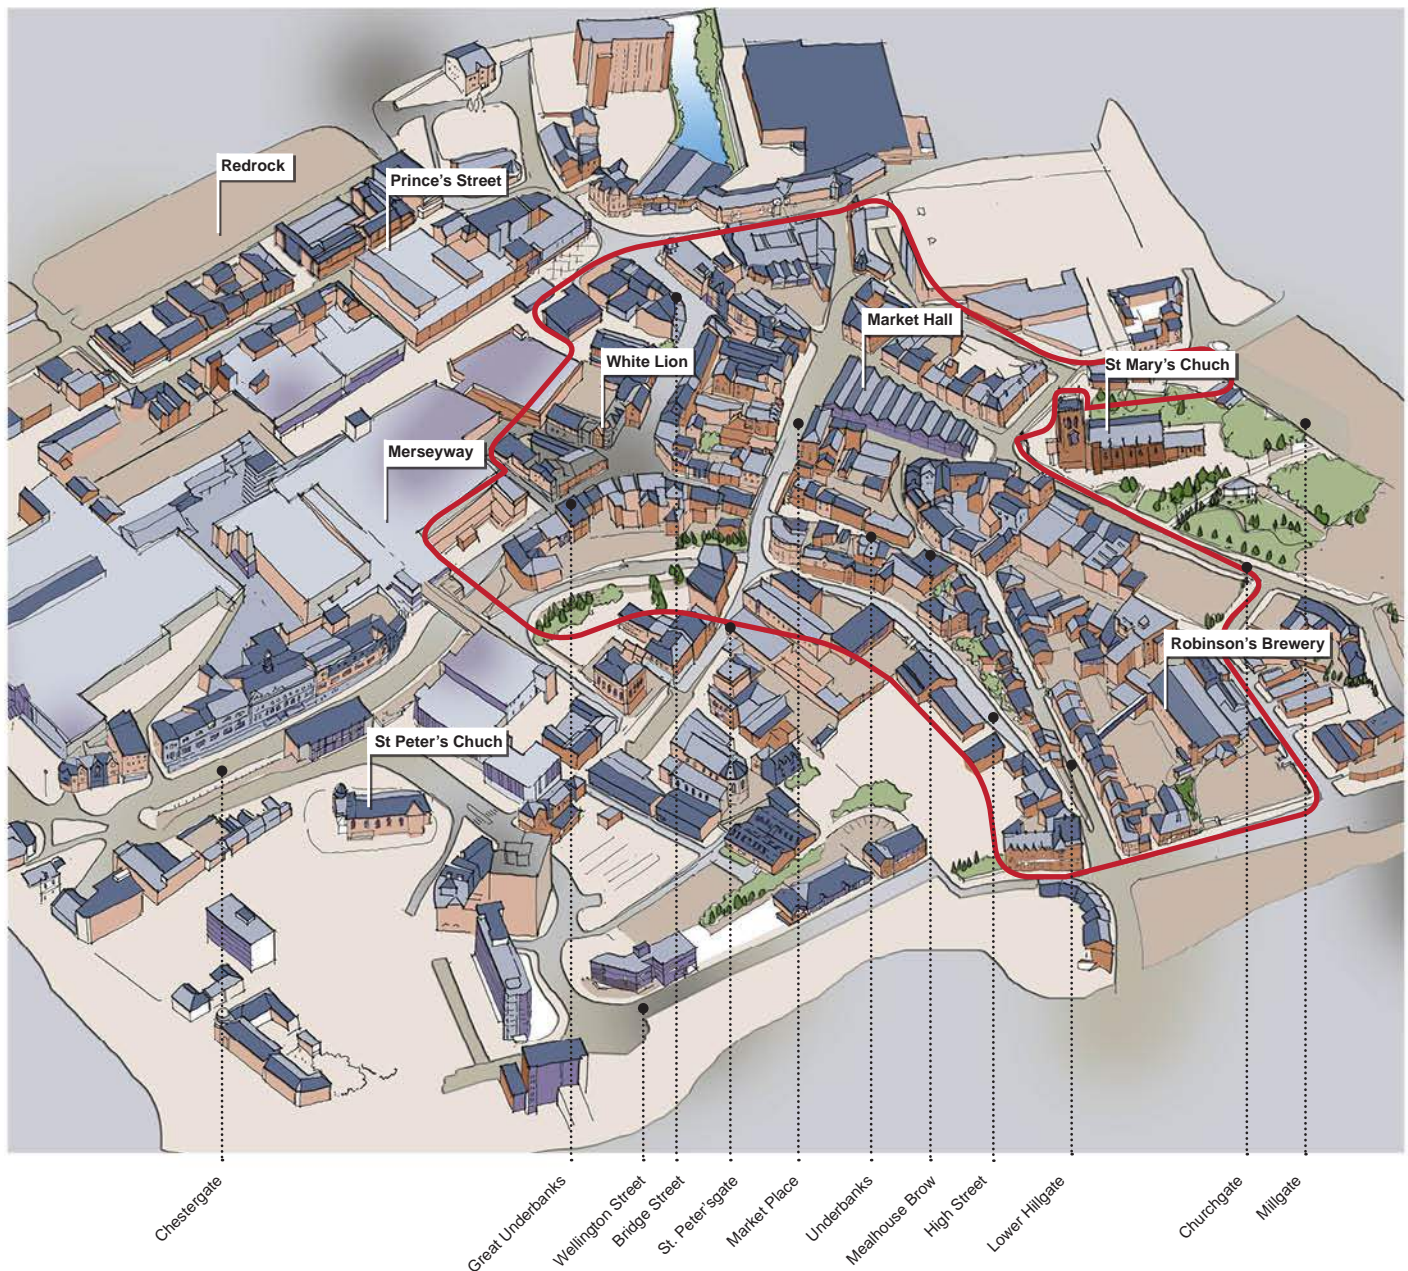 Redrock
Prince's Street
Market Hall
White Lion
St Mary's Chuch
Merseyway
Robinson's Brewery
St Peter's Chuch
Chestergate
Great Underbanks
Wellington Street
Bridge Street
St. Peter'sgate
Market Place
Underbanks
Mealhouse Brow
High Street
Lower Hillgate
Churchgate
Millgate